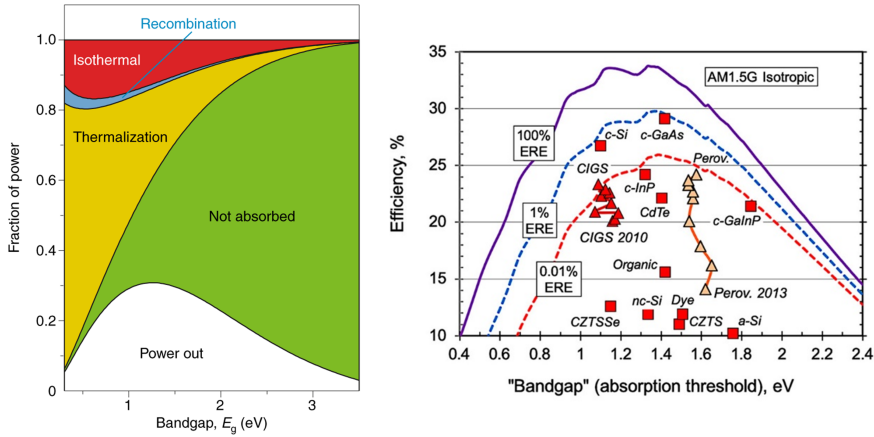 Fraction of power
1.0
0.8
0.6
0.4
0.2
0
Recombination
Isothermal
Thermalization
Not absorbed
Power out
1
2
3
Bandgap, Eg (eV)
Efficiency, %
35
30
25
20
15
10
AM1.5G Isotropic
100%
ERE
1%
ERE
0.01%
ERE
c-Si
c-GaAs
CIGS
c-InP
Perov.
CdTe
c-GaInP
CIGS 2010
Organic
Perov. 2013
nc-Si
Dye
CZTSSe
CZTS
a-Si
0.4
0.6
0.8
1
1.2
1.4
1.6
1.8
2
2.2
2.4
"Bandgap" (absorption threshold), eV